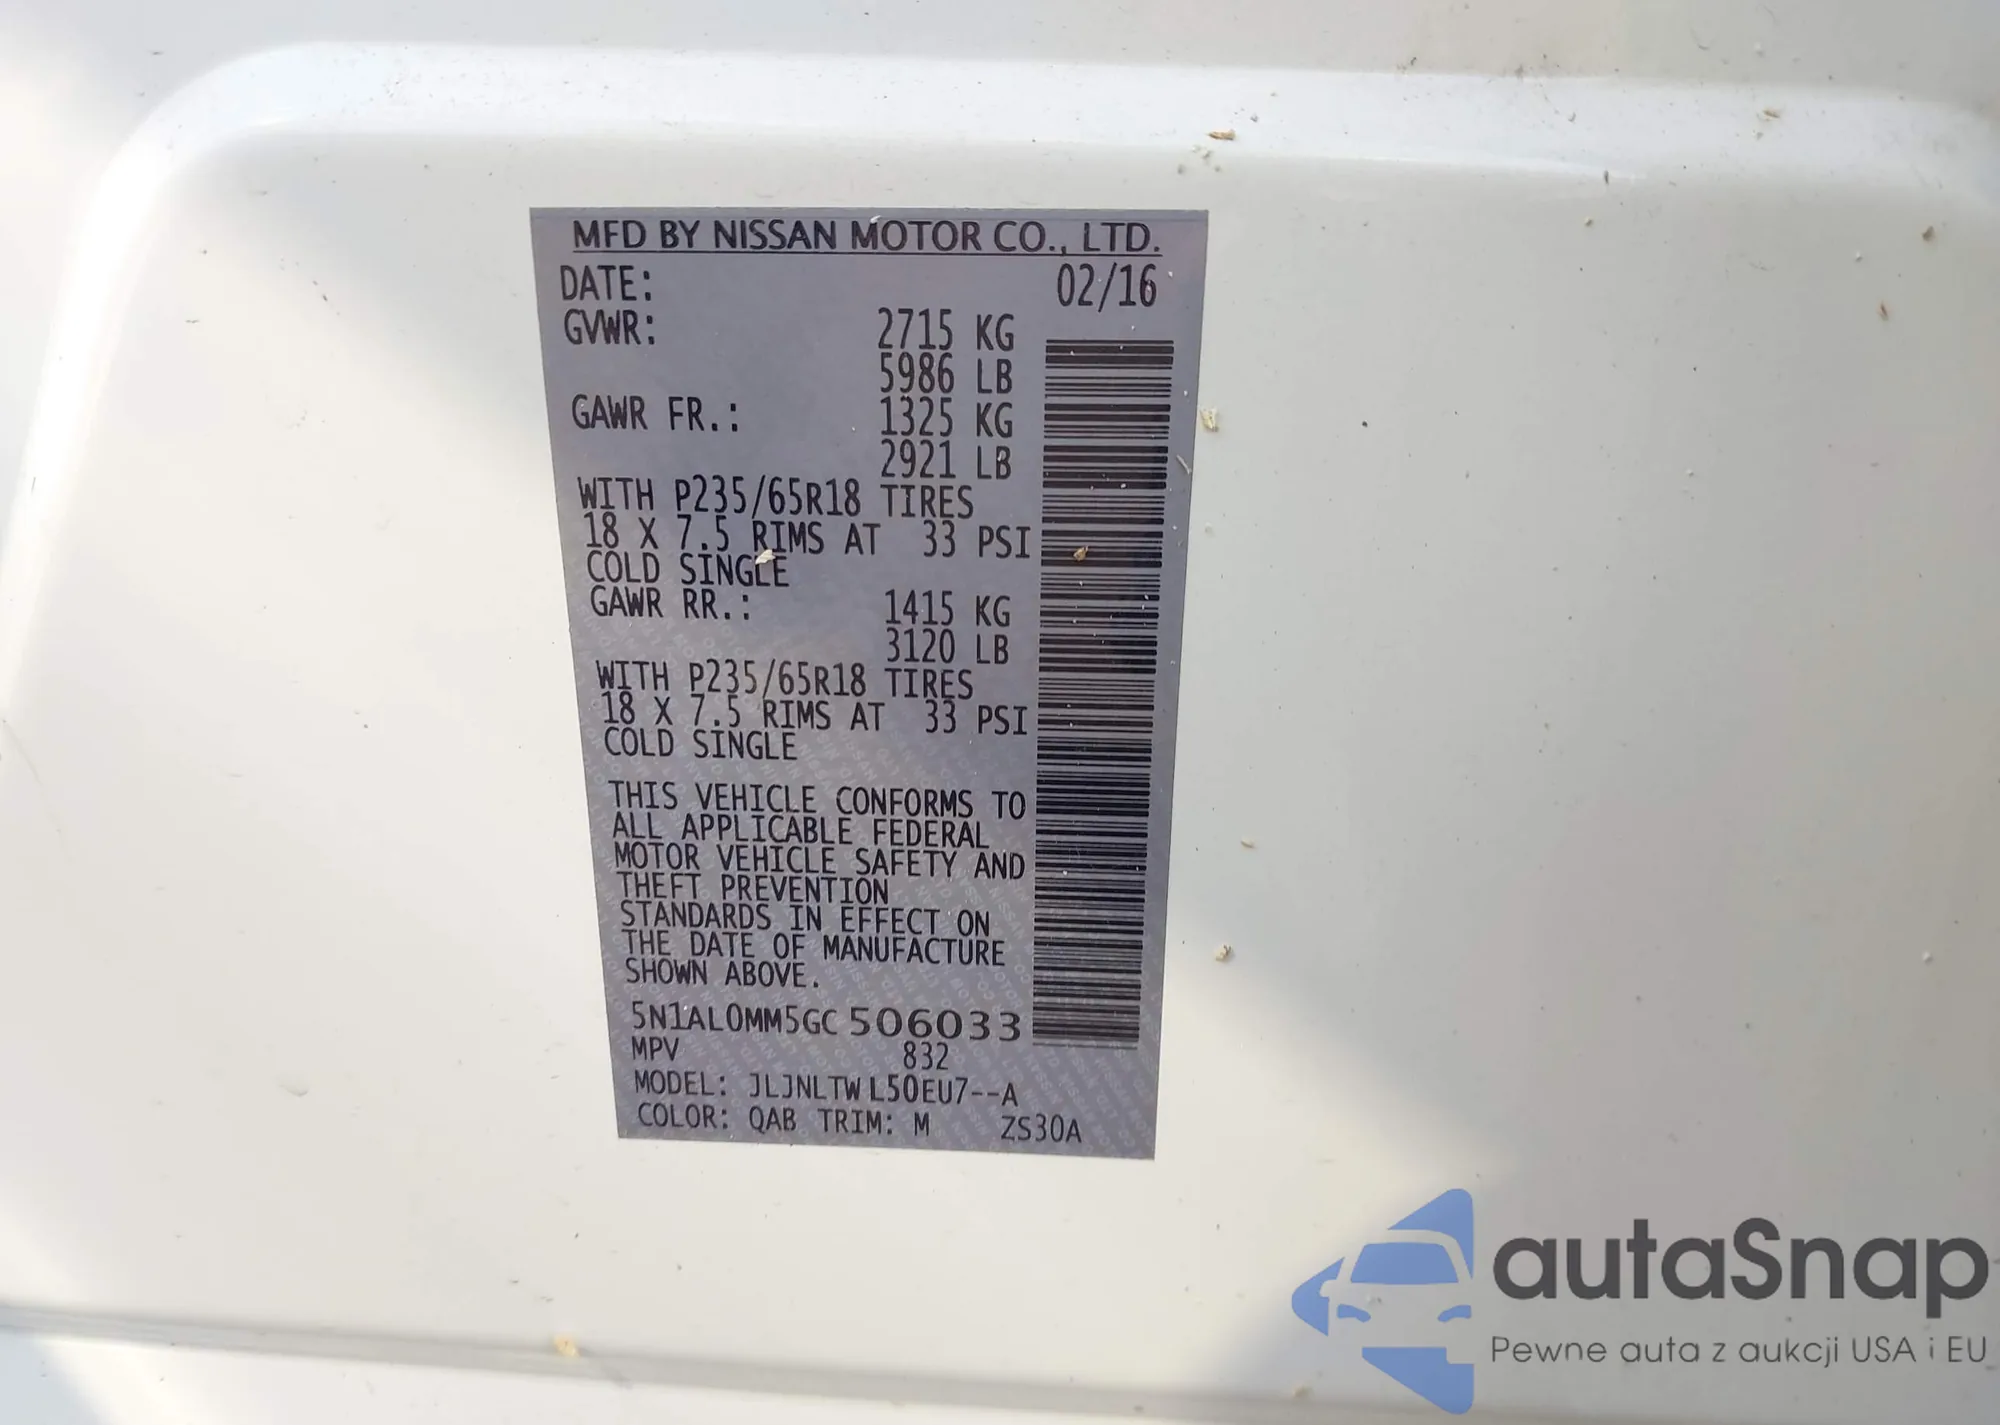 MFD BY NISSAN MOTOR CO., LTD.
DATE: 02/16
GVWR: 2715 KG
5986 LB
GAWR FR.: 1325 KG
2921 LB
WITH P235/65R18 TIRES
18 X 7.5 RIMS AT 33 PSI
COLD SINGLE
GAWR RR.: 1415 KG
3120 LB
WITH P235/65R18 TIRES
18 X 7.5 RIMS AT 33 PSI
COLD SINGLE
THIS VEHICLE CONFORMS TO
ALL APPLICABLE FEDERAL
MOTOR VEHICLE SAFETY AND
THEFT PREVENTION
STANDARDS IN EFFECT ON
THE DATE OF MANUFACTURE
SHOWN ABOVE.
5N1AL0MM5GC506033
MPV 832
MODEL: JLJNLTWL50EU7--A
COLOR: QAB TRIM: M ZS30A
autaSnap
Pewne auta z aukcji USA i EU